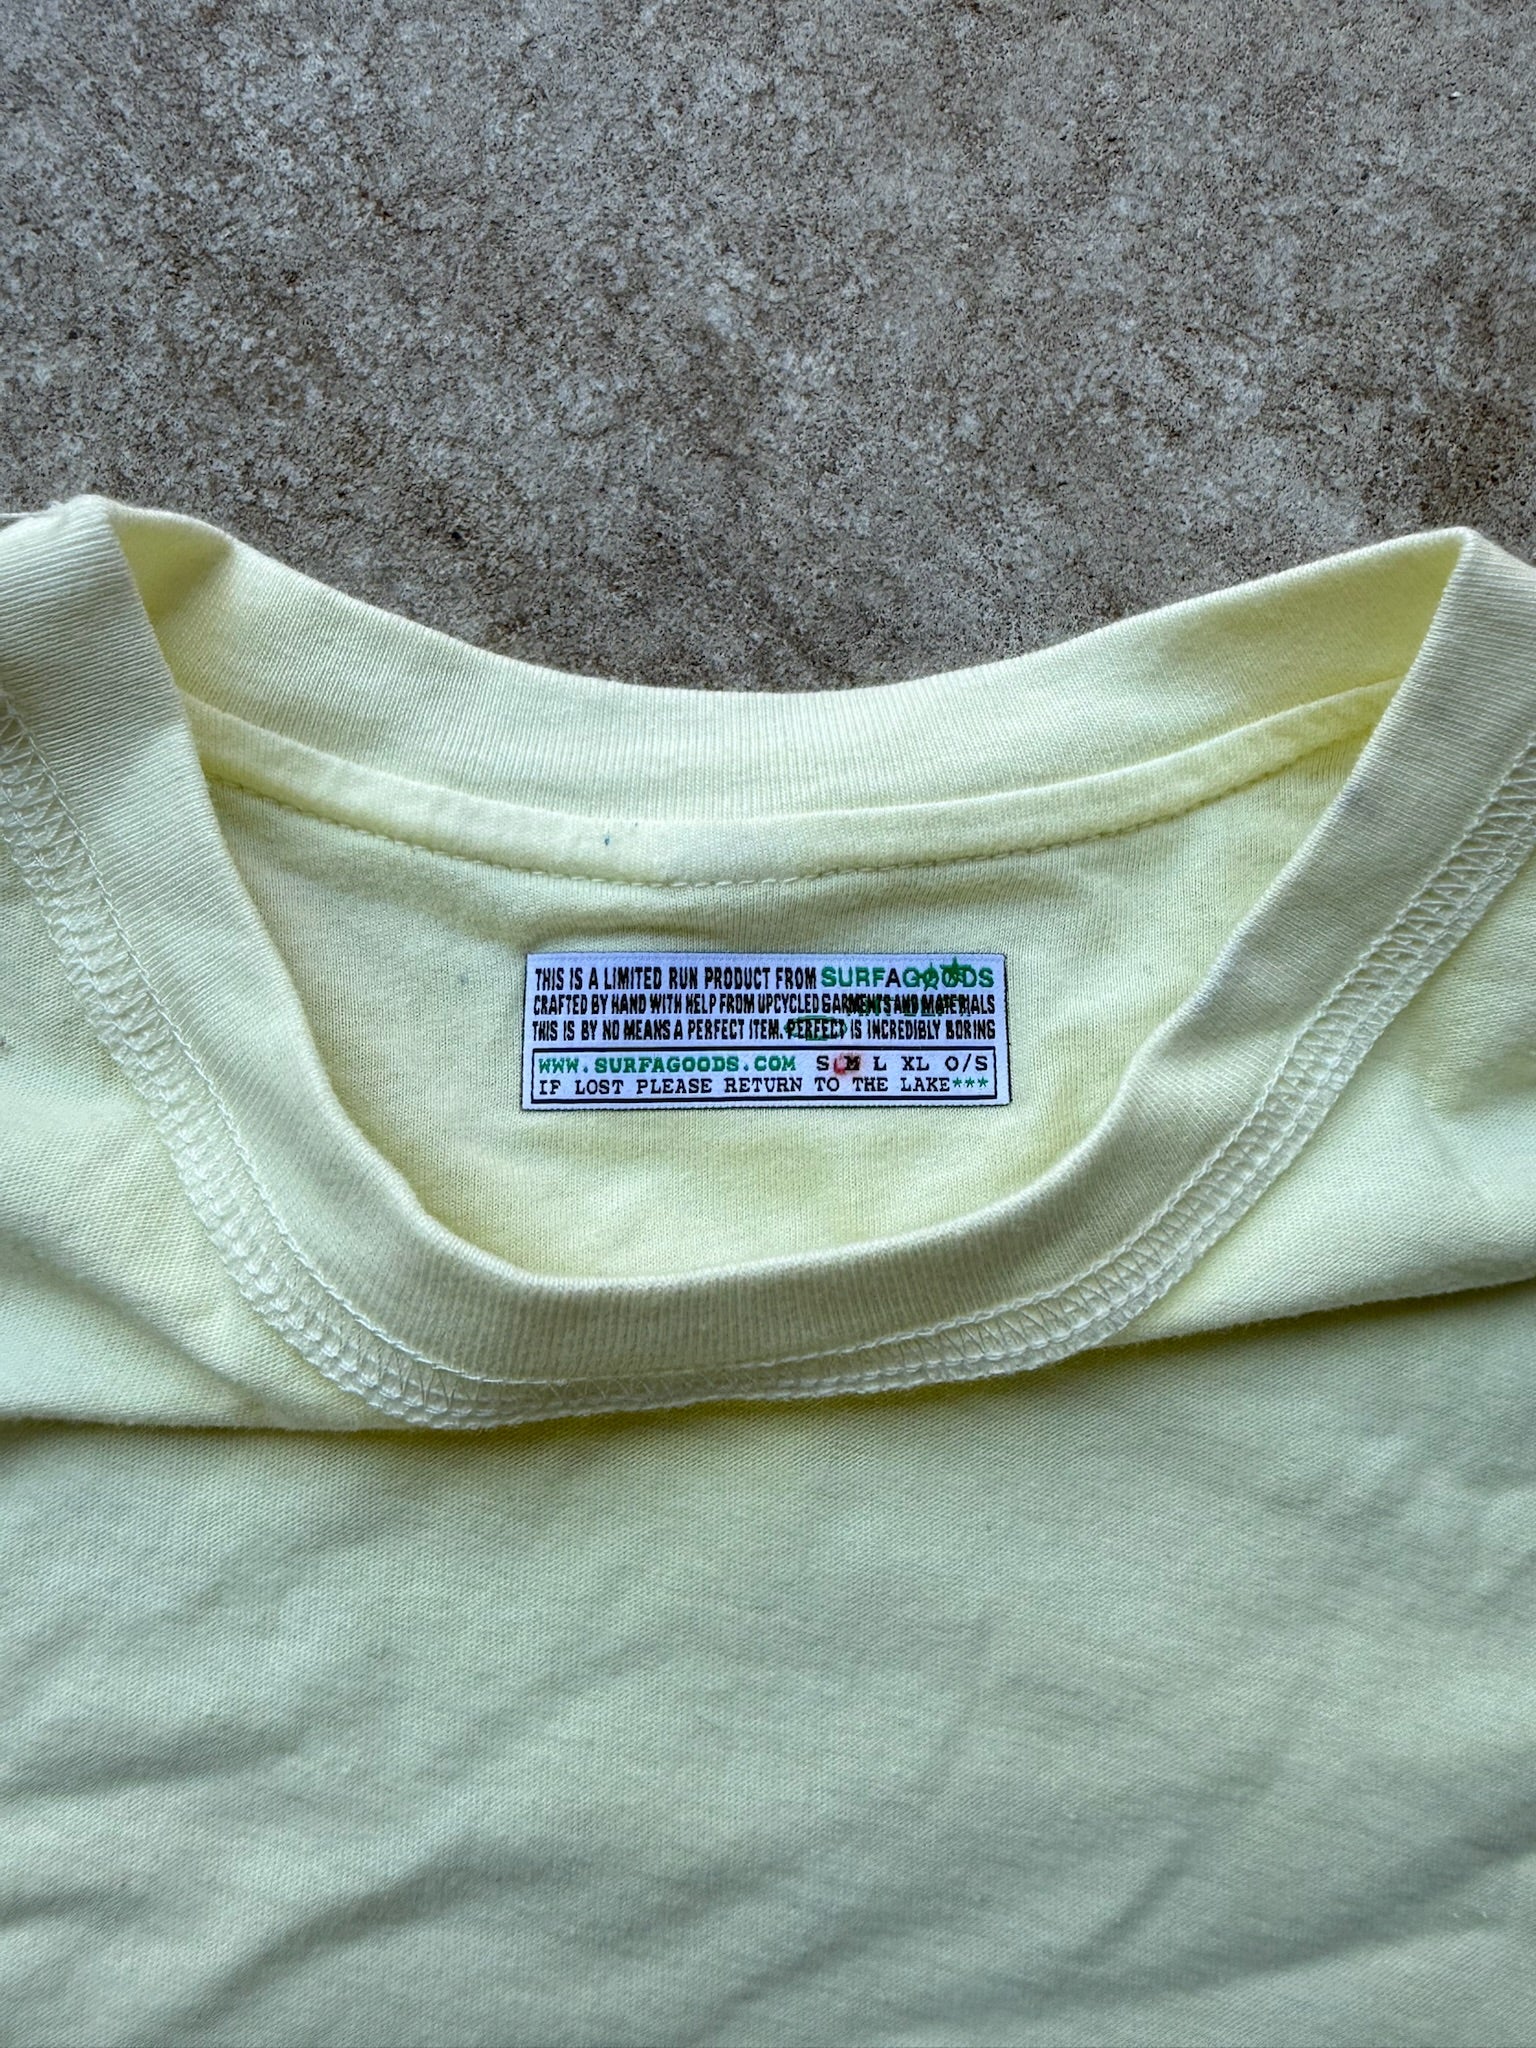 THIS IS A LIMITED RUN PRODUCT FROM SURFAGOODS
CRAFTED BY HAND WITH HELP FROM UPCYCLED GARMENTS AND MATERIALS
THIS IS BY NO MEANS A PERFECT ITEM. PERFECT IS INCREDIBLY BORING
WWW.SURFAGOODS.COM S M L XL O/S
IF LOST PLEASE RETURN TO THE LAKE***